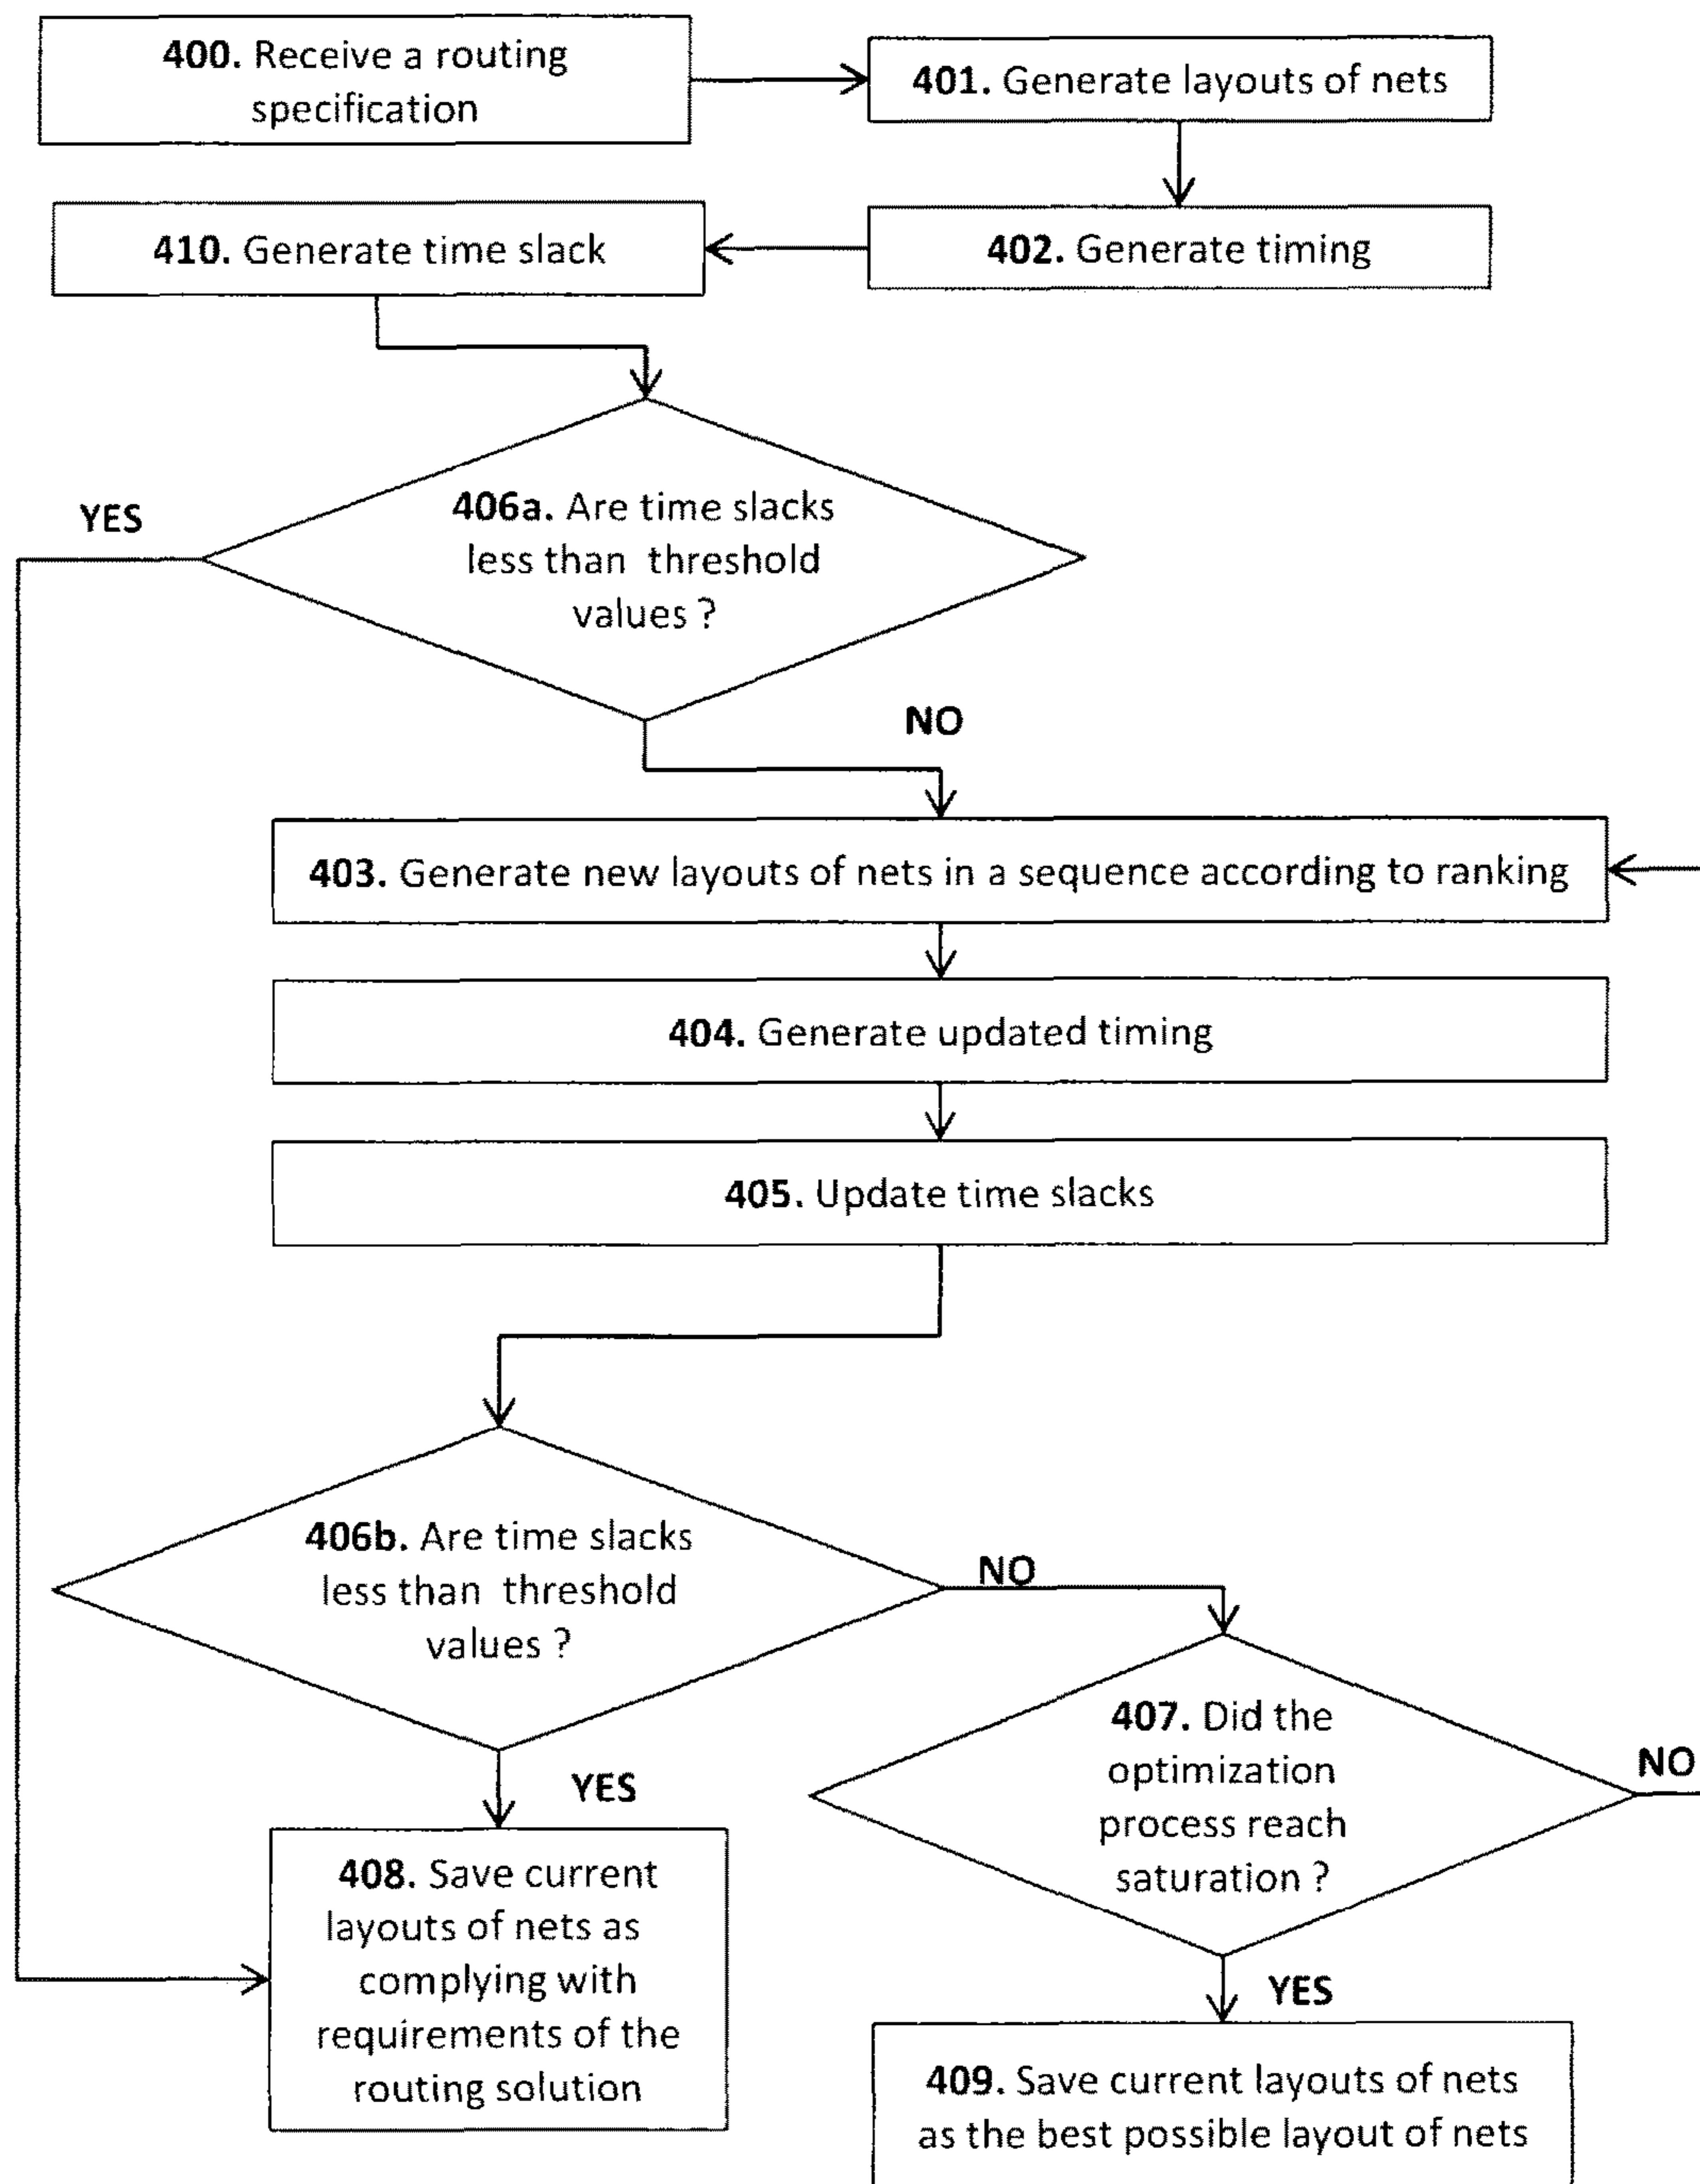 400. Receive a routing
specification
401. Generate layouts of nets
410. Generate time slack
402. Generate timing
406a. Are time slacks
less than threshold
values ?
YES
NO
403. Generate new layouts of nets in a sequence according to ranking
404. Generate updated timing
405. Update time slacks
406b. Are time slacks
less than threshold
values ?
NO
YES
407. Did the
optimization
process reach
saturation ?
NO
YES
408. Save current
layouts of nets as
complying with
requirements of the
routing solution
409. Save current layouts of nets
as the best possible layout of nets